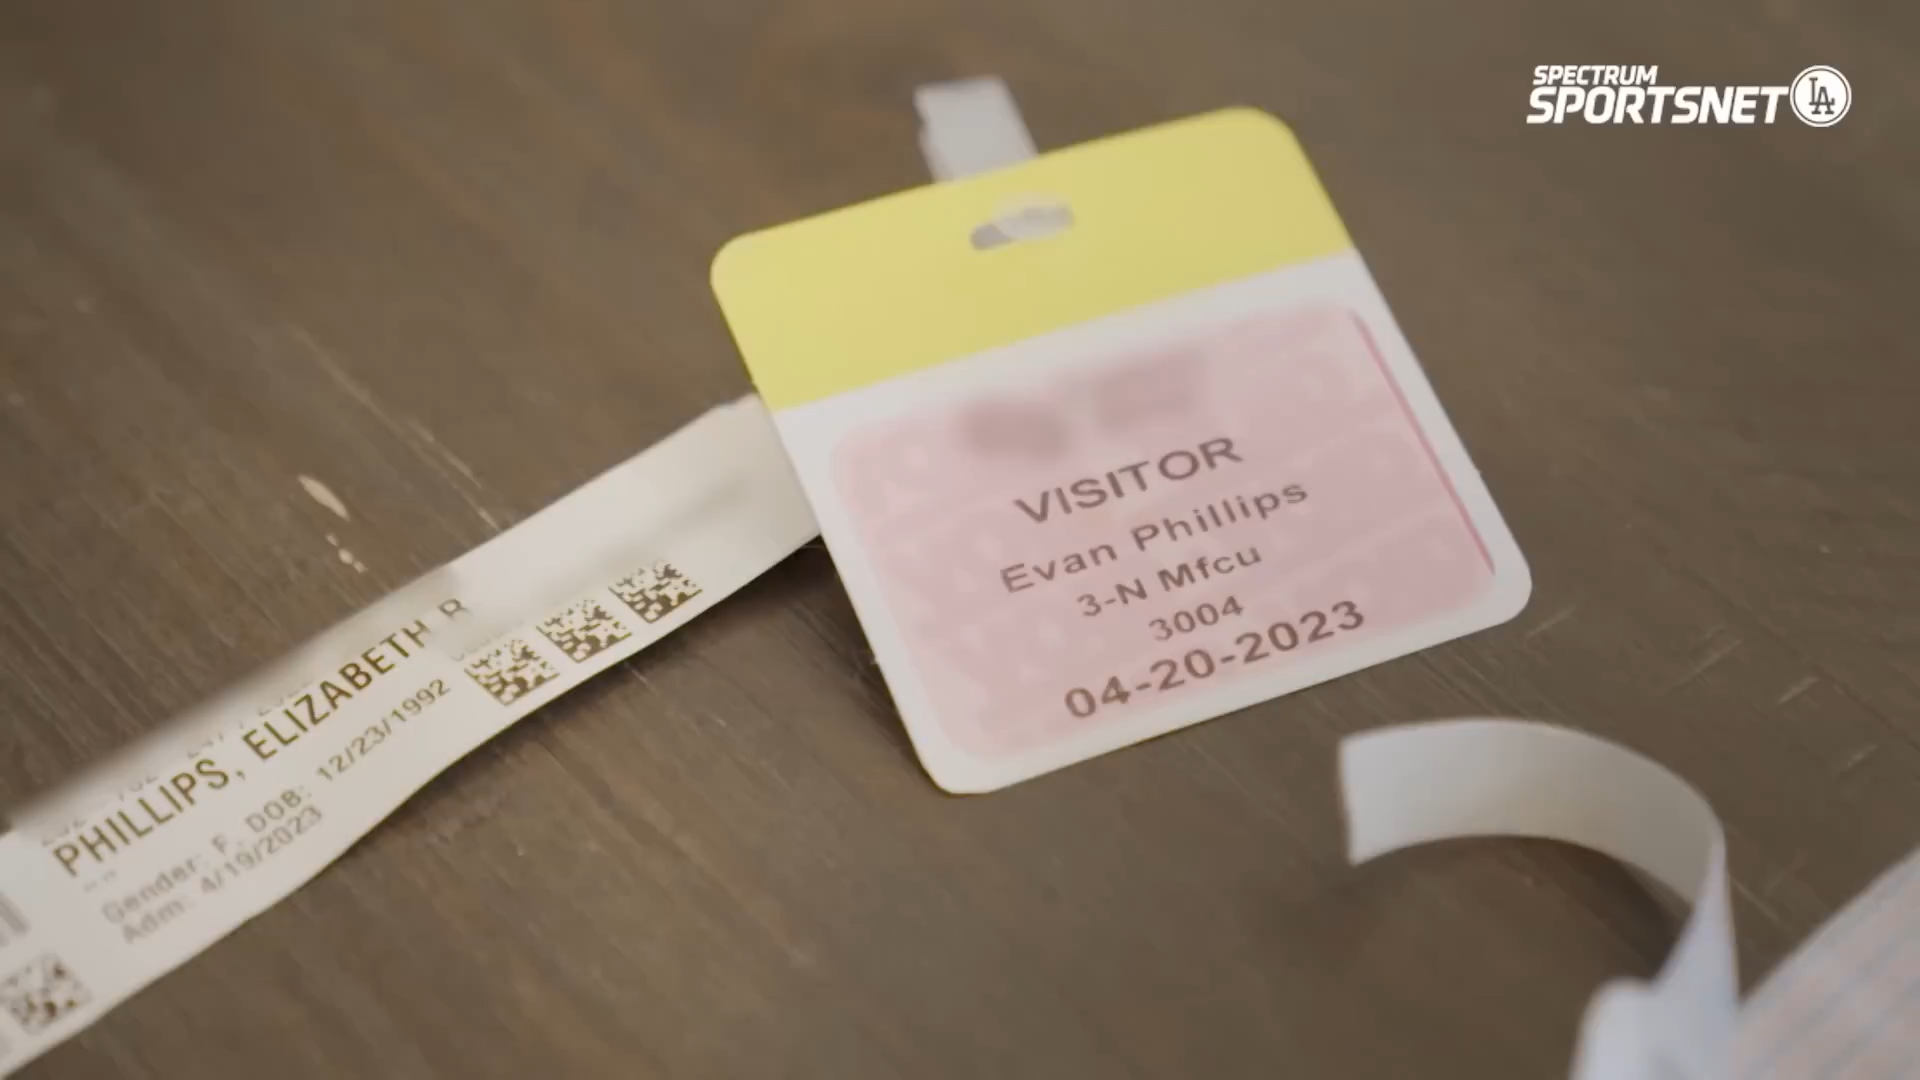 SPECTRUM
SPORTSNET LA
VISITOR
Evan Phillips
3-N Mfcu
3004
04-20-2023
PHILLIPS, ELIZABETH R
Gender: F DOB: 12/23/1992
Adm: 4/19/2023